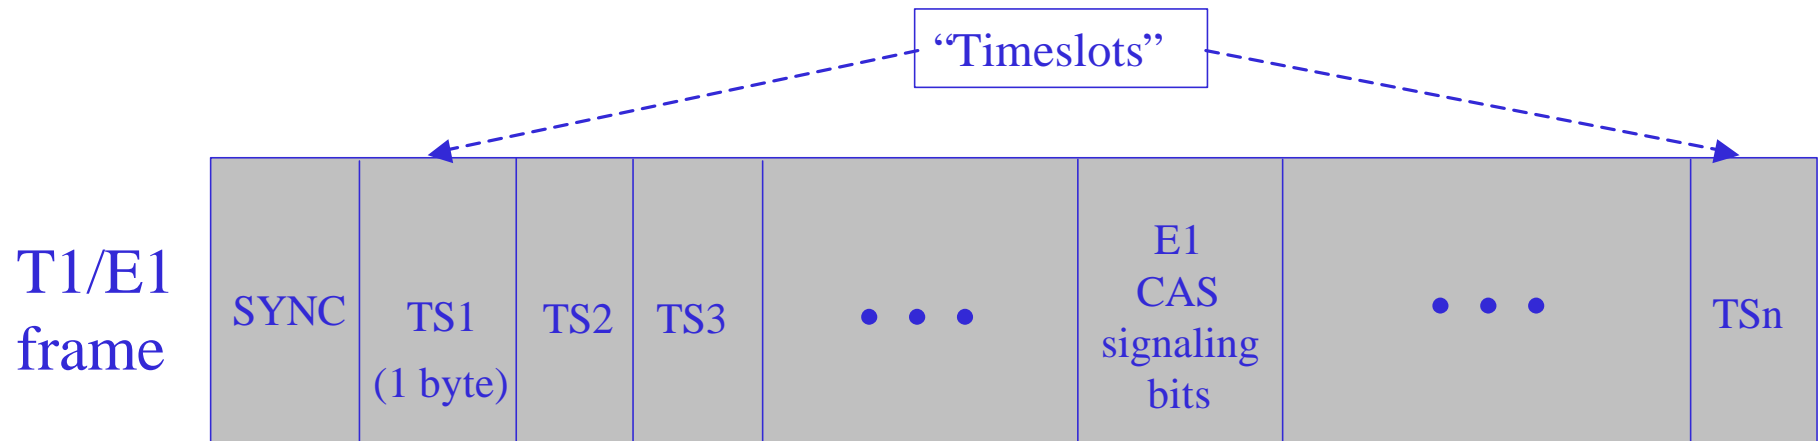 “Timeslots”
T1/E1
frame
SYNC
TS1
(1 byte)
TS2
TS3
• • •
E1
CAS
signaling
bits
• • •
TSn